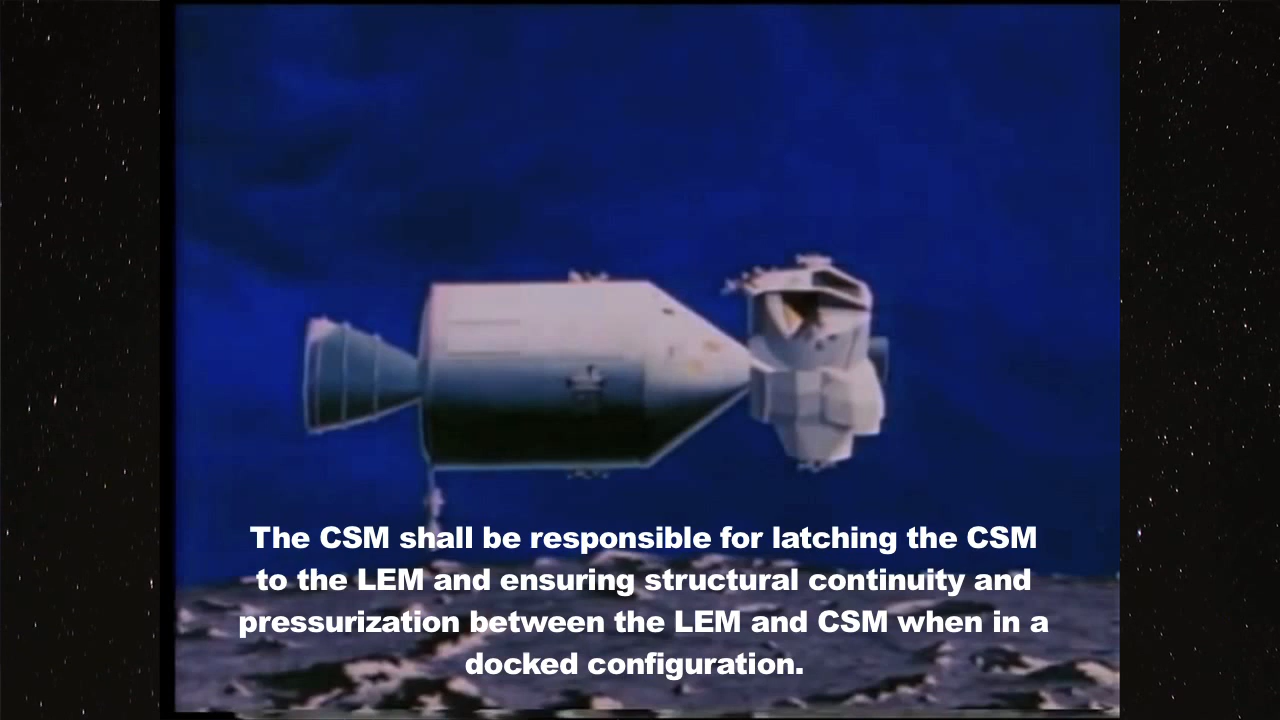 The CSM shall be responsible for latching the CSM
to the LEM and ensuring structural continuity and
pressurization between the LEM and CSM when in a
docked configuration.